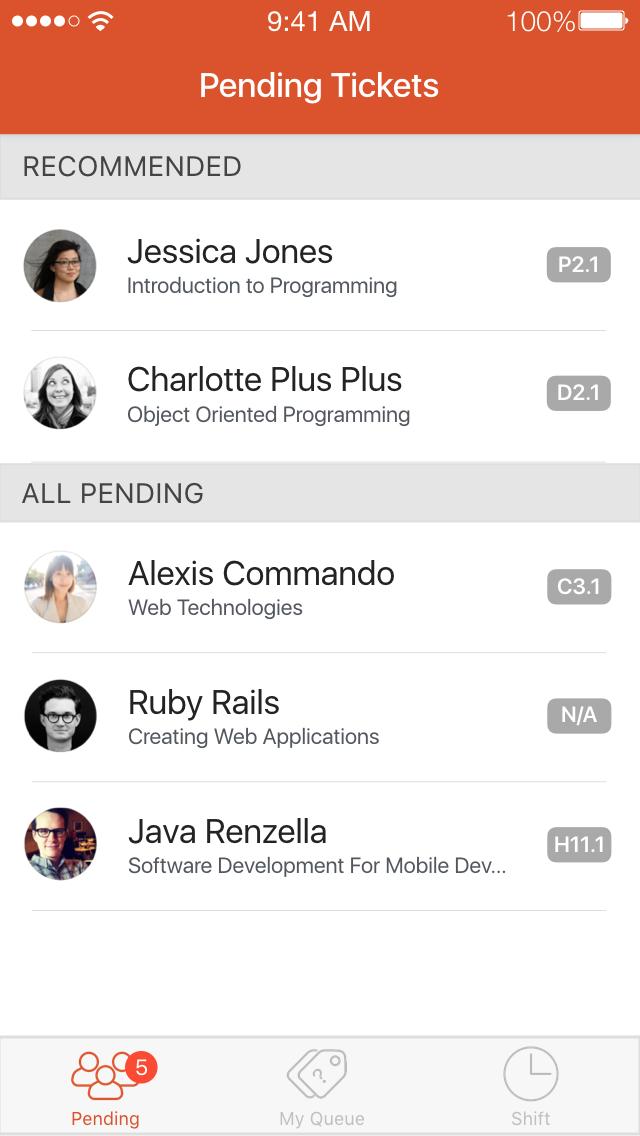 9:41 AM 100%
Pending Tickets
RECOMMENDED
Jessica Jones
Introduction to Programming
P2.1
Charlotte Plus Plus
Object Oriented Programming
D2.1
ALL PENDING
Alexis Commando
Web Technologies
C3.1
Ruby Rails
Creating Web Applications
N/A
Java Renzella
Software Development For Mobile Dev...
H11.1
5
?
Pending
My Queue
Shift